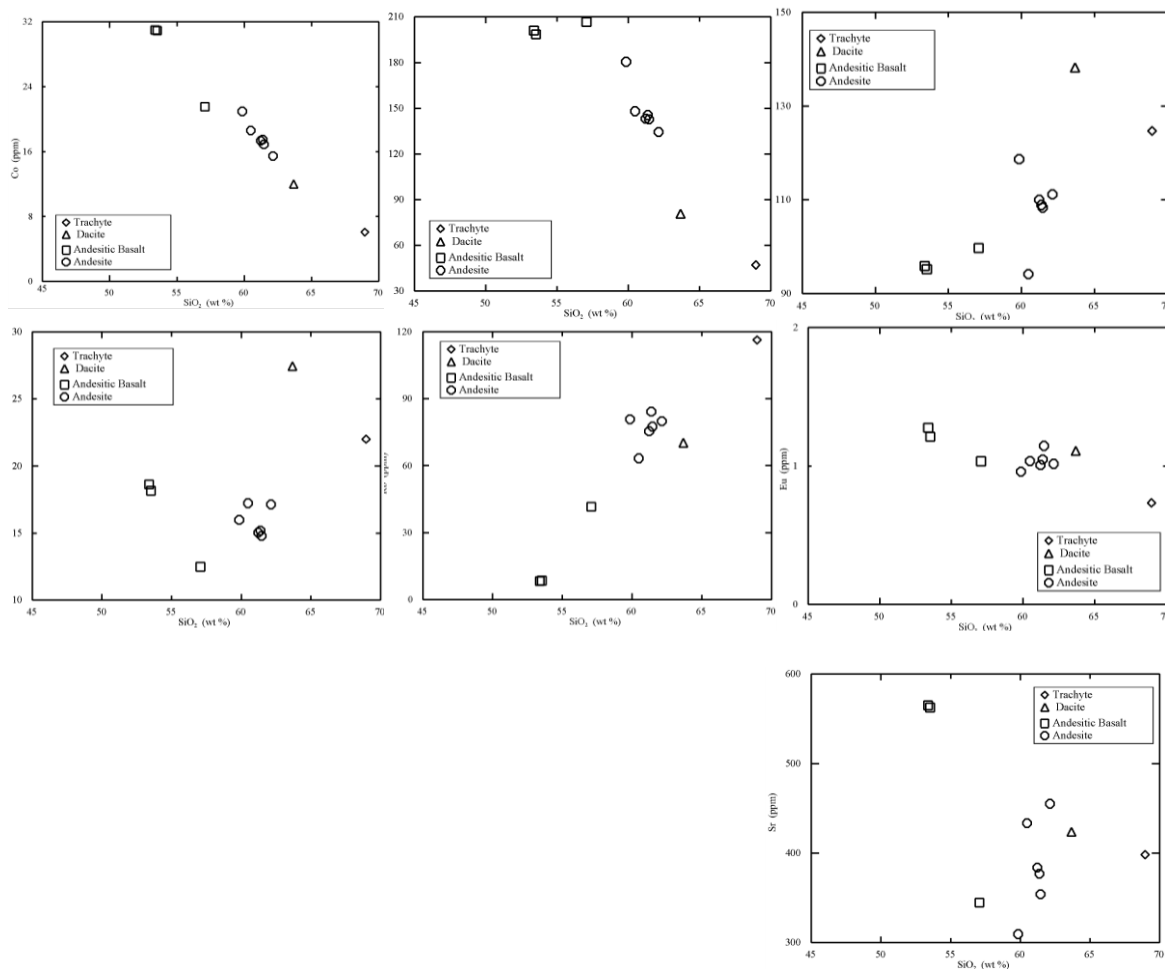 32
24
16
8
0
Co (ppm)
Trachyte
Dacite
Andesitic Basalt
Andesite
45 50 55 60 65 70
SiO2 (wt %)
210
180
150
120
90
60
30
Trachyte
Dacite
Andesitic Basalt
Andesite
45 50 55 60 65 70
SiO2 (wt %)
150
130
110
90
Trachyte
Dacite
Andesitic Basalt
Andesite
45 50 55 60 65 70
(wt %)
30
25
20
15
10
Trachyte
Dacite
Andesitic Basalt
Andesite
45 50 55 60 65 70
SiO2 (wt %)
120
90
60
30
0
(ppm)
Trachyte
Dacite
Andesitic Basalt
Andesite
45 50 55 60 65 70
SiO2 (wt %)
2
1
0
Eu (ppm)
Trachyte
Dacite
Andesitic Basalt
Andesite
45 50 55 60 65 70
(wt %)
600
500
400
300
Sr (ppm)
Trachyte
Dacite
Andesitic Basalt
Andesite
45 50 55 60 65 70
(wt %)